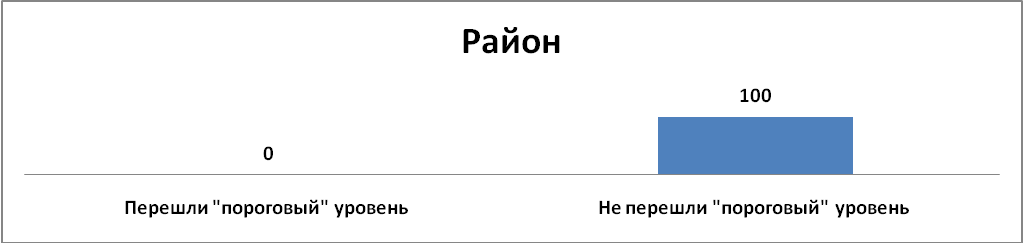 Район
100
0
Перешли "пороговый" уровень
Не перешли "пороговый" уровень